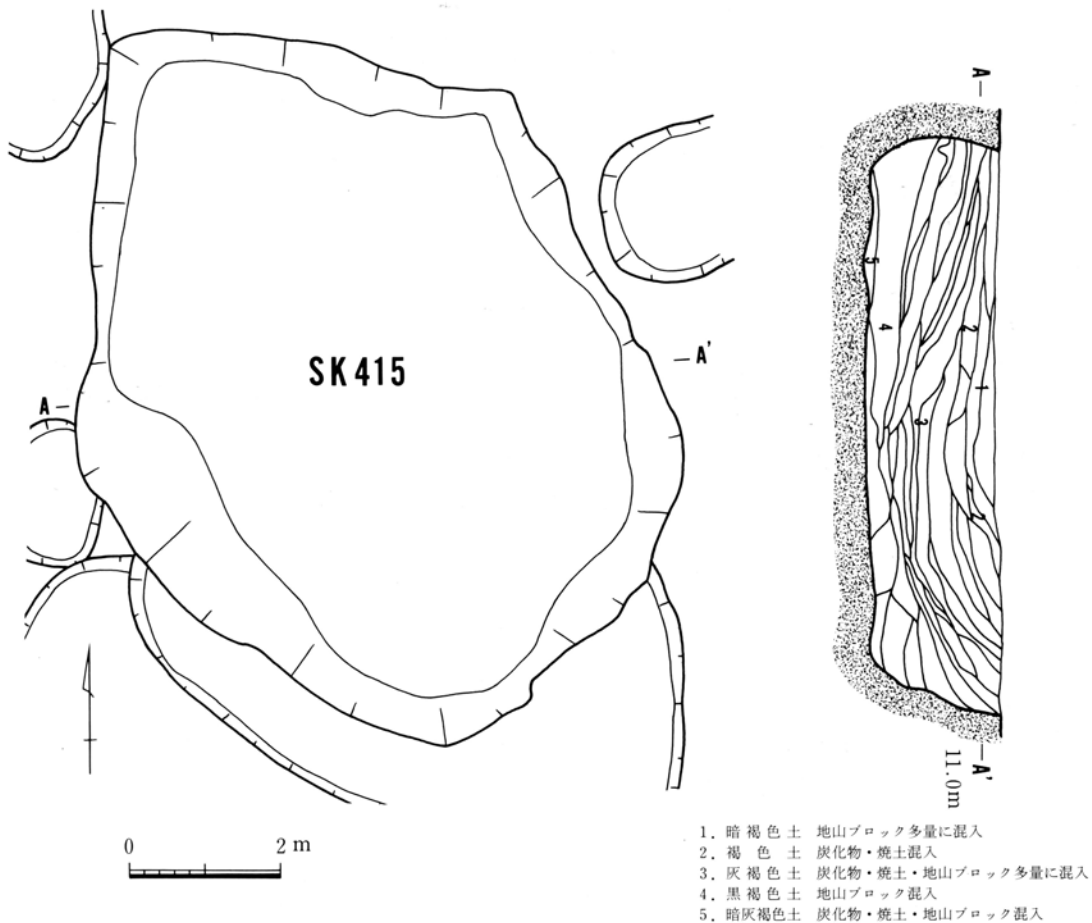 SK415
A
A'
A
A'
11.0m
5
4
3
2
1
2
0 2 m
1. 暗褐色土 地山ブロック多量に混入
2. 褐色土 炭化物・焼土混入
3. 灰褐色土 炭化物・焼土・地山ブロック多量に混入
4. 黒褐色土 地山ブロック混入
5. 暗灰褐色土 炭化物・焼土・地山ブロック混入